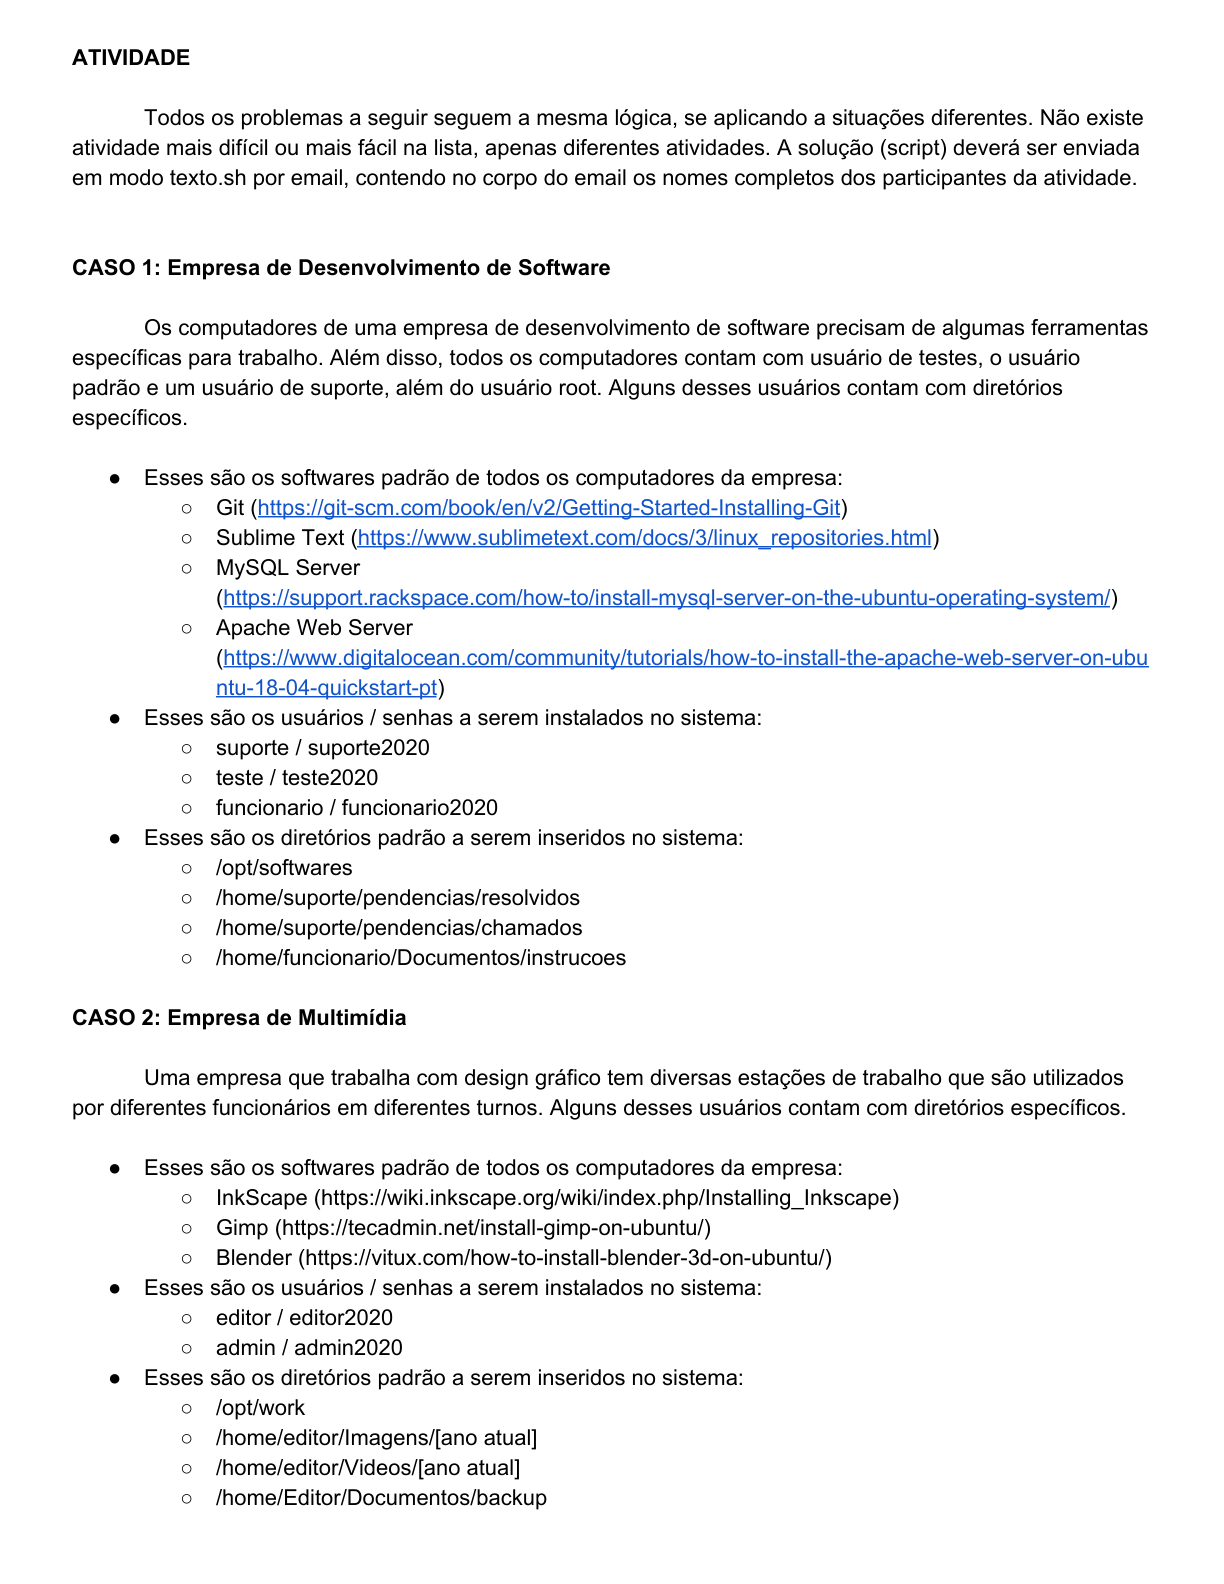 ATIVIDADE
Todos os problemas a seguir seguem a mesma lógica, se aplicando a situações diferentes. Não existe
atividade mais difícil ou mais fácil na lista, apenas diferentes atividades. A solução (script) deverá ser enviada
em modo texto.sh por email, contendo no corpo do email os nomes completos dos participantes da atividade.
CASO 1: Empresa de Desenvolvimento de Software
Os computadores de uma empresa de desenvolvimento de software precisam de algumas ferramentas
específicas para trabalho. Além disso, todos os computadores contam com usuário de testes, o usuário
padrão e um usuário de suporte, além do usuário root. Alguns desses usuários contam com diretórios
específicos.
● Esses são os softwares padrão de todos os computadores da empresa:
○ Git (https://git-scm.com/book/en/v2/Getting-Started-Installing-Git)
○ Sublime Text (https://www.sublimetext.com/docs/3/linux_repositories.html)
○ MySQL Server
(https://support.rackspace.com/how-to/install-mysql-server-on-the-ubuntu-operating-system/)
○ Apache Web Server
(https://www.digitalocean.com/community/tutorials/how-to-install-the-apache-web-server-on-ubu
ntu-18-04-quickstart-pt)
● Esses são os usuários / senhas a serem instalados no sistema:
○ suporte / suporte2020
○ teste / teste2020
○ funcionario / funcionario2020
● Esses são os diretórios padrão a serem inseridos no sistema:
○ /opt/softwares
○ /home/suporte/pendencias/resolvidos
○ /home/suporte/pendencias/chamados
○ /home/funcionario/Documentos/instrucoes
CASO 2: Empresa de Multimídia
Uma empresa que trabalha com design gráfico tem diversas estações de trabalho que são utilizados
por diferentes funcionários em diferentes turnos. Alguns desses usuários contam com diretórios específicos.
● Esses são os softwares padrão de todos os computadores da empresa:
○ InkScape (https://wiki.inkscape.org/wiki/index.php/Installing_Inkscape)
○ Gimp (https://tecadmin.net/install-gimp-on-ubuntu/)
○ Blender (https://vitux.com/how-to-install-blender-3d-on-ubuntu/)
● Esses são os usuários / senhas a serem instalados no sistema:
○ editor / editor2020
○ admin / admin2020
● Esses são os diretórios padrão a serem inseridos no sistema:
○ /opt/work
○ /home/editor/Imagens/[ano atual]
○ /home/editor/Videos/[ano atual]
○ /home/Editor/Documentos/backup